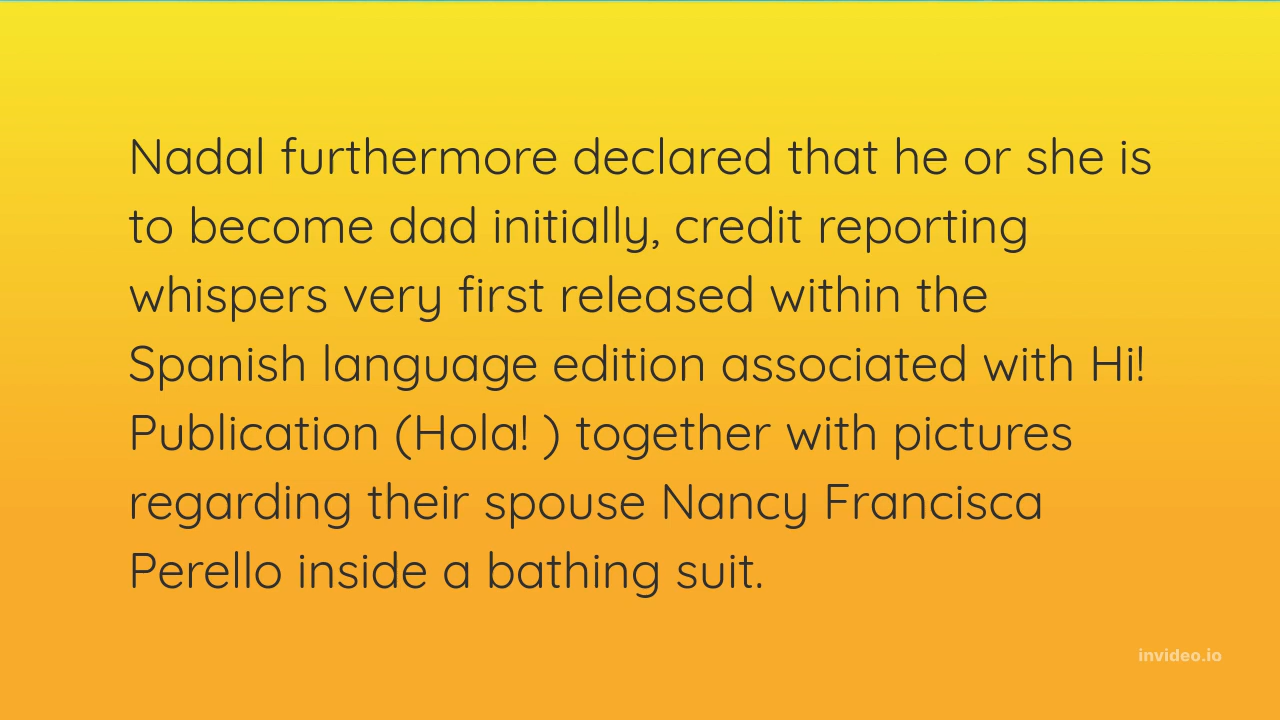 Nadal furthermore declared that he or she is
to become dad initially, credit reporting
whispers very first released within the
Spanish language edition associated with Hi!
Publication (Hola! ) together with pictures
regarding their spouse Nancy Francisca
Perello inside a bathing suit.
invideo.io